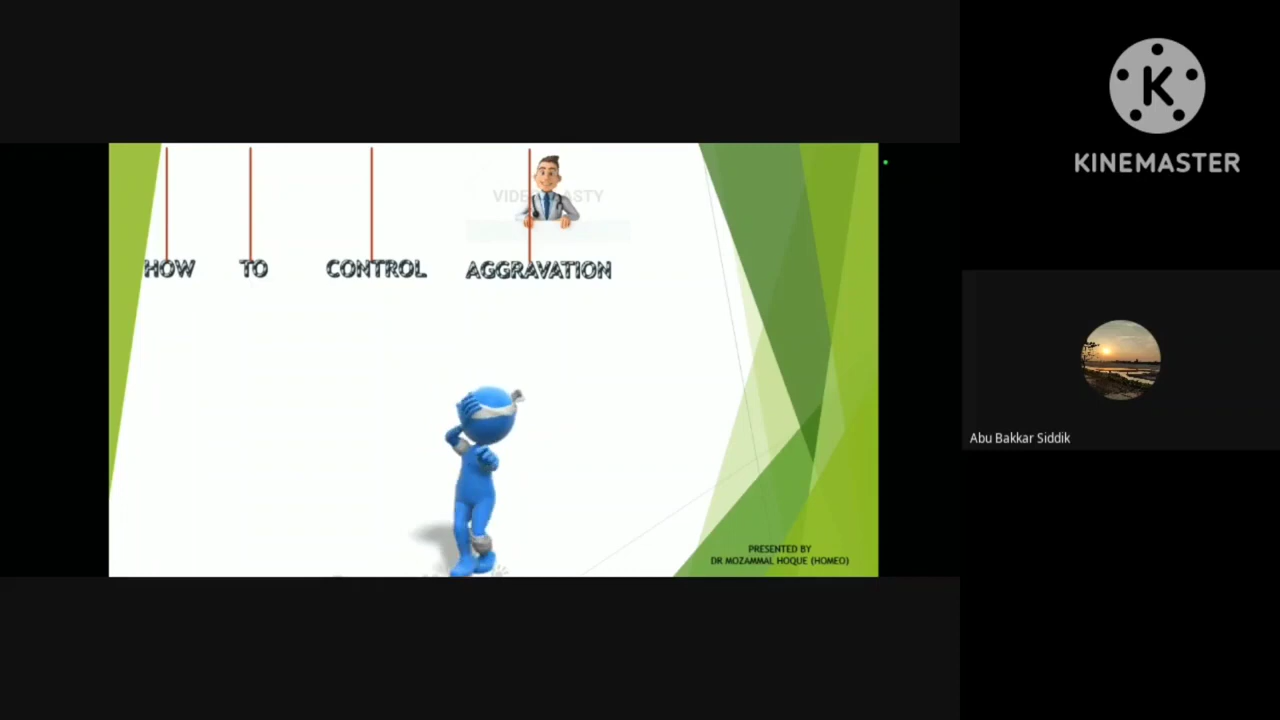 KINEMASTER
HOW TO CONTROL AGGRAVATION
Abu Bakkar Siddik
PRESENTED BY
DR MOZAMMAL HOQUE (HOMEO)